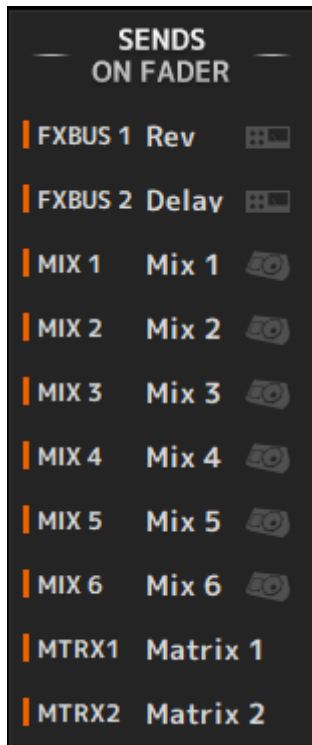 SENDS
ON FADER
FXBUS 1 Rev
FXBUS 2 Delay
MIX 1 Mix 1
MIX 2 Mix 2
MIX 3 Mix 3
MIX 4 Mix 4
MIX 5 Mix 5
MIX 6 Mix 6
MTRX1 Matrix 1
MTRX2 Matrix 2